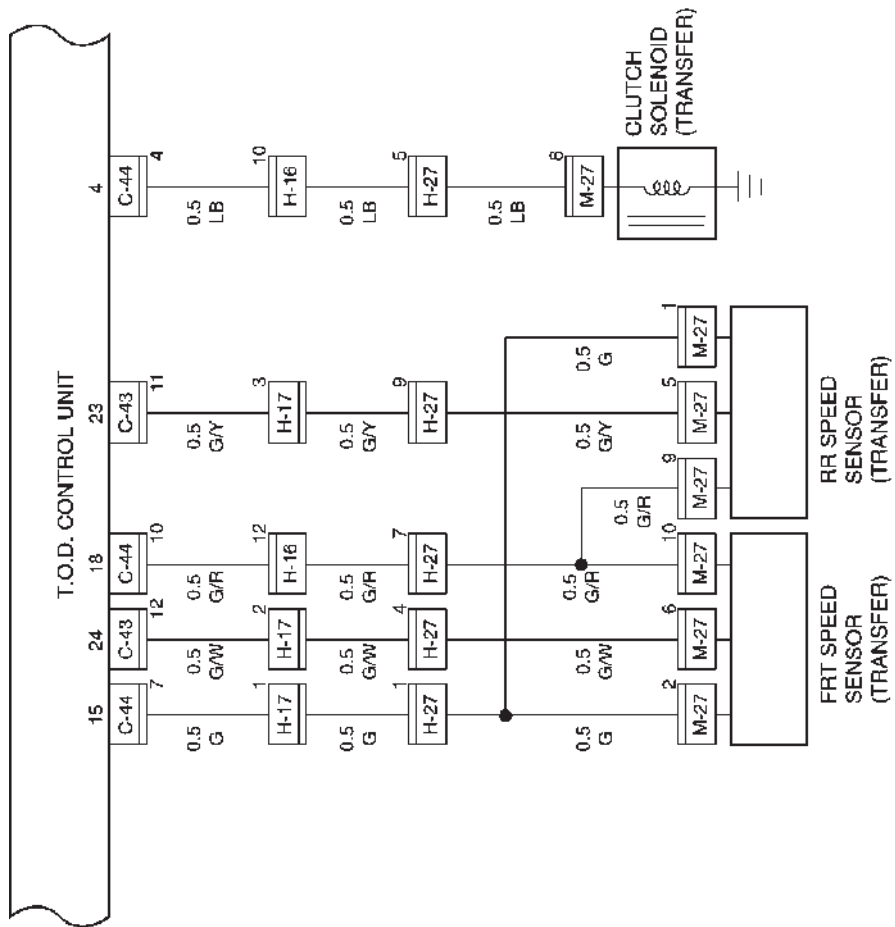 T.O.D. CONTROL UNIT
15
24
18
23
4
C-44
7
C-43
12
C-44
10
C-43
11
C-44
4
0.5
G
0.5
G/W
0.5
G/R
0.5
G/Y
0.5
LB
H-17
1
H-17
2
H-16
12
H-17
3
H-16
10
0.5
G
0.5
G/W
0.5
G/R
0.5
G/Y
0.5
LB
H-27
1
H-27
4
H-27
7
H-27
9
H-27
5
0.5
G
0.5
G/W
0.5
G/R
0.5
G/R
0.5
G/Y
0.5
G
0.5
LB
M-27
2
M-27
6
M-27
10
M-27
9
M-27
5
M-27
1
M-27
8
FRT SPEED
SENSOR
(TRANSFER)
RR SPEED
SENSOR
(TRANSFER)
CLUTCH
SOLENOID
(TRANSFER)